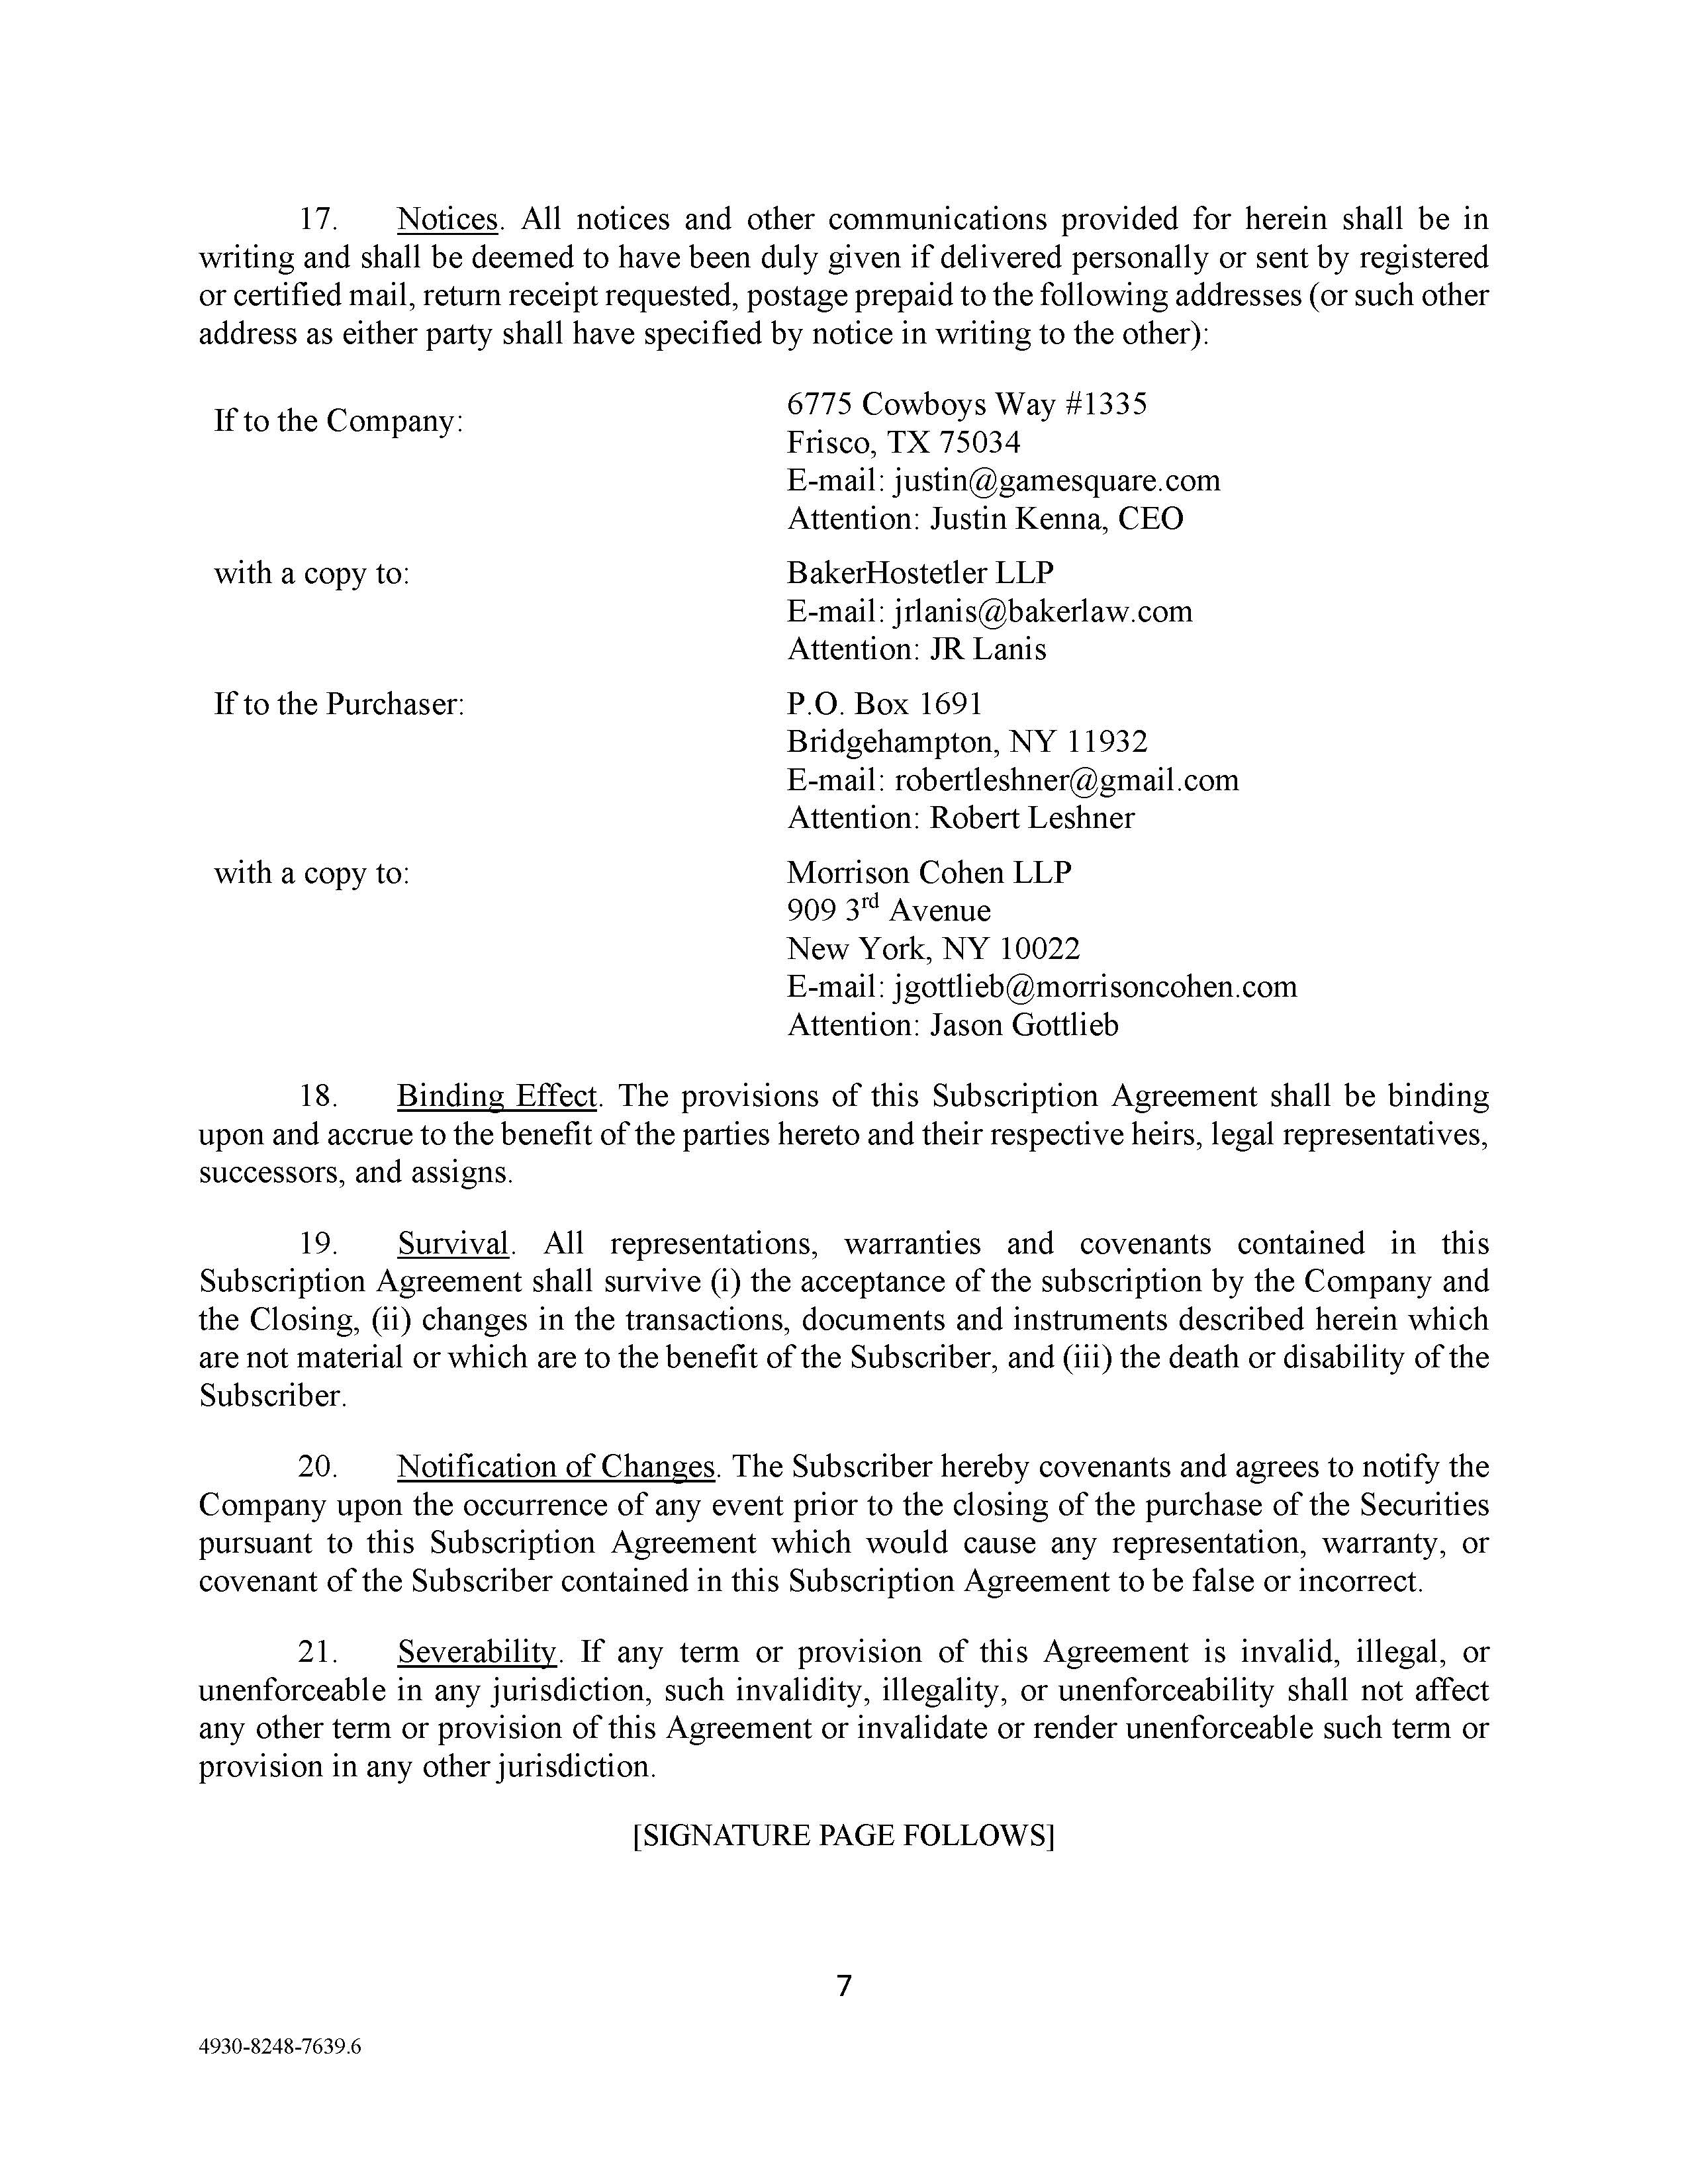 17. Notices. All notices and other communications provided for herein shall be in
writing and shall be deemed to have been duly given if delivered personally or sent by registered
or certified mail, return receipt requested, postage prepaid to the following addresses (or such other
address as either party shall have specified by notice in writing to the other):
If to the Company:
6775 Cowboys Way #1335
Frisco, TX 75034
E-mail: justin@gamesquare.com
Attention: Justin Kenna, CEO
with a copy to:
BakerHostetler LLP
E-mail: jrlanis@bakerlaw.com
Attention: JR Lanis
If to the Purchaser:
P.O. Box 1691
Bridgehampton, NY 11932
E-mail: robertleshner@gmail.com
Attention: Robert Leshner
with a copy to:
Morrison Cohen LLP
909 3rd Avenue
New York, NY 10022
E-mail: jgottlieb@morrisoncohen.com
Attention: Jason Gottlieb
18. Binding Effect. The provisions of this Subscription Agreement shall be binding
upon and accrue to the benefit of the parties hereto and their respective heirs, legal representatives,
successors, and assigns.
19. Survival. All representations, warranties and covenants contained in this
Subscription Agreement shall survive (i) the acceptance of the subscription by the Company and
the Closing, (ii) changes in the transactions, documents and instruments described herein which
are not material or which are to the benefit of the Subscriber, and (iii) the death or disability of the
Subscriber.
20. Notification of Changes. The Subscriber hereby covenants and agrees to notify the
Company upon the occurrence of any event prior to the closing of the purchase of the Securities
pursuant to this Subscription Agreement which would cause any representation, warranty, or
covenant of the Subscriber contained in this Subscription Agreement to be false or incorrect.
21. Severability. If any term or provision of this Agreement is invalid, illegal, or
unenforceable in any jurisdiction, such invalidity, illegality, or unenforceability shall not affect
any other term or provision of this Agreement or invalidate or render unenforceable such term or
provision in any other jurisdiction.
[SIGNATURE PAGE FOLLOWS]
7
4930-8248-7639.6